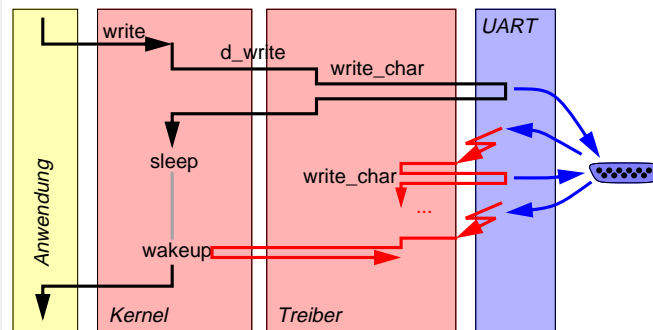 write
UART
d_write
write_char
sleep
write_char
...
wakeup
Anwendung
Kernel
Treiber